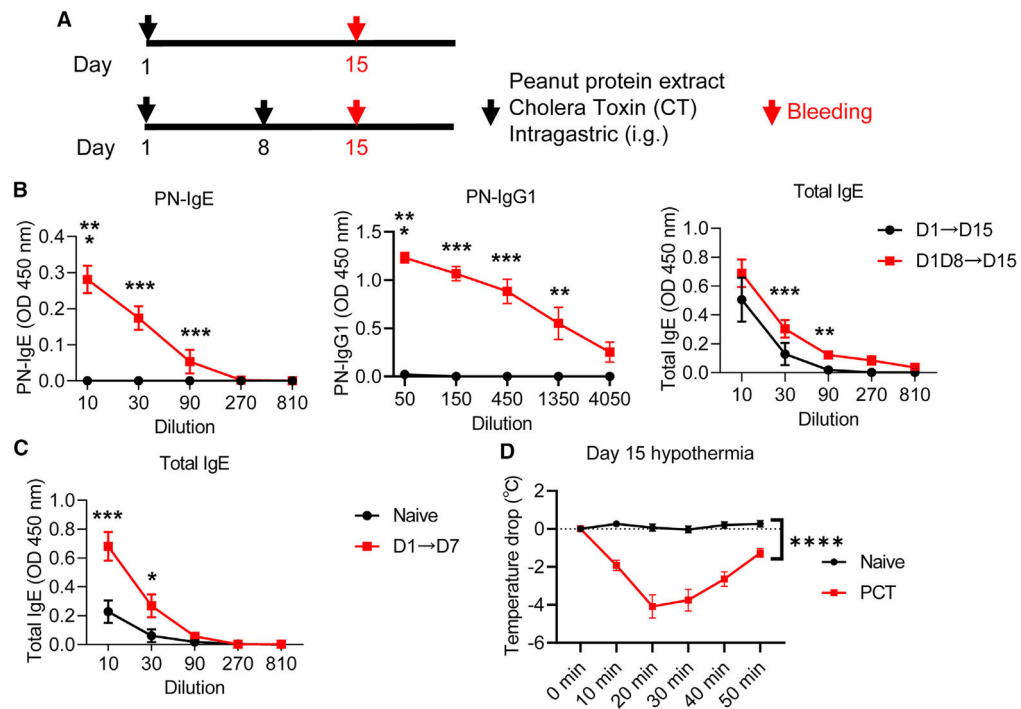 A
Day 1 15
Day 1 8 15
Peanut protein extract
Cholera Toxin (CT)
Intragastric (i.g.)
Bleeding
B
PN-IgE
PN-IgE (OD 450 nm)
0.4
0.3
0.2
0.1
0.0
**
*
***
***
10 30 90 270 810
Dilution
PN-IgG1
PN-IgG1 (OD 450 nm)
1.5
1.0
0.5
0.0
**
*
***
***
**
50 150 450 1350 4050
Dilution
Total IgE
Total IgE (OD 450 nm)
1.0
0.8
0.6
0.4
0.2
0.0
***
**
10 30 90 270 810
Dilution
D1→D15
D1D8→D15
C
Total IgE
Total IgE (OD 450 nm)
1.0
0.8
0.6
0.4
0.2
0.0
***
*
10 30 90 270 810
Dilution
Naive
D1→D7
D
Day 15 hypothermia
Temperature drop (°C)
2
0
-2
-4
-6
0 min
10 min
20 min
30 min
40 min
50 min
****
Naive
PCT